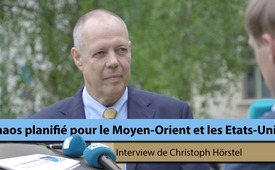 haos planifié pour le Moyen-Orient et les Etats-Uni
Interview de Christoph Hörstel